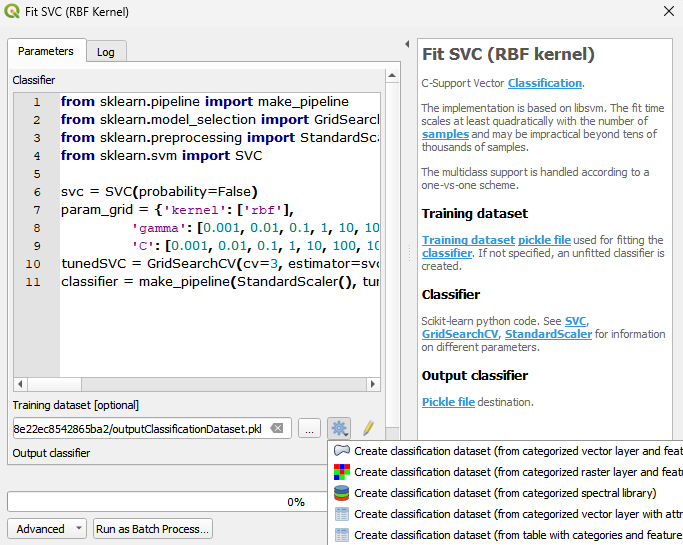 Fit SVC (RBF Kernel)
Parameters
Log
Classifier
1 from sklearn.pipeline import make_pipeline
2 from sklearn.model_selection import GridSearch
3 from sklearn.preprocessing import StandardScale
4 from sklearn.svm import SVC
5
6 svc = SVC(probability=False)
7 param_grid = {'kernel': ['rbf'],
8 'gamma': [0.001, 0.01, 0.1, 1, 10, 10
9 'C': [0.001, 0.01, 0.1, 1, 10, 100, 10
10 tunedSVC = GridSearchCV(cv=3, estimator=svc
11 classifier = make_pipeline(StandardScaler(), tun
Training dataset [optional]
8e22ec8542865ba2/outputClassificationDataset.pkl
...
Output classifier
0%
Advanced
Run as Batch Process...
Fit SVC (RBF kernel)
C-Support Vector Classification.
The implementation is based on libsvm. The fit time
scales at least quadratically with the number of
samples and may be impractical beyond tens of
thousands of samples.
The multiclass support is handled according to a
one-vs-one scheme.
Training dataset
Training dataset pickle file used for fitting the
classifier. If not specified, an unfitted classifier is
created.
Classifier
Scikit-learn python code. See SVC,
GridSearchCV, StandardScaler for information
on different parameters.
Output classifier
Pickle file destination.
Create classification dataset (from categorized vector layer and feat
Create classification dataset (from categorized raster layer and feat
Create classification dataset (from categorized spectral library)
Create classification dataset (from categorized vector layer with attr
Create classification dataset (from table with categories and feature